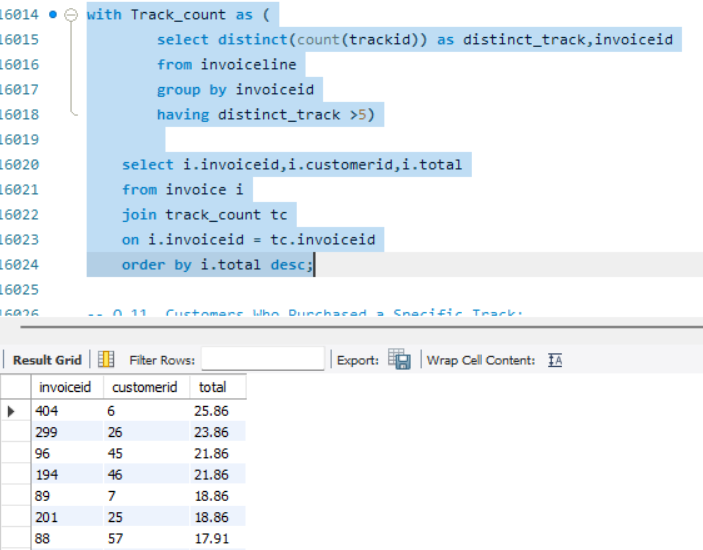 16014 with Track_count as (
16015 select distinct(count(trackid)) as distinct_track,invoiceid
16016 from invoiceline
16017 group by invoiceid
16018 having distinct_track >5)
16019
16020 select i.invoiceid,i.customerid,i.total
16021 from invoice i
16022 join track_count tc
16023 on i.invoiceid = tc.invoiceid
16024 order by i.total desc;
16025
16026 -- Q.11. Customers Who Purchased a Specific Track:
Result Grid Filter Rows: Export: Wrap Cell Content: IA
invoiceid customerid total
404 6 25.86
299 26 23.86
96 45 21.86
194 46 21.86
89 7 18.86
201 25 18.86
88 57 17.91